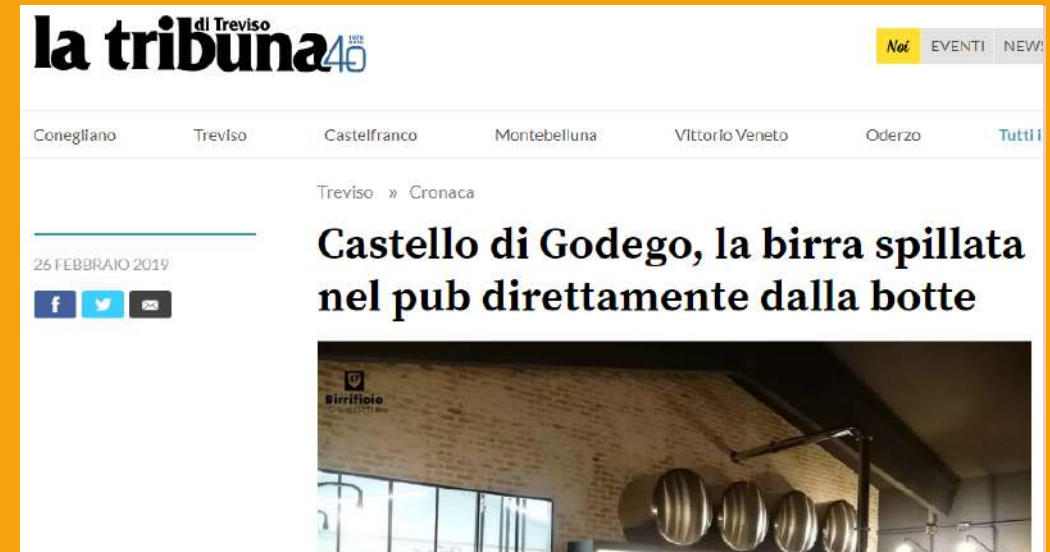 la tribuna
di Treviso
40
Noi EVENTI NEWS
Conegliano Treviso Castelfranco Montebelluna Vittorio Veneto Oderzo Tutti i
Treviso » Cronaca
Castello di Godego, la birra spillata
nel pub direttamente dalla botte
26 FEBBRAIO 2019
Birrificio